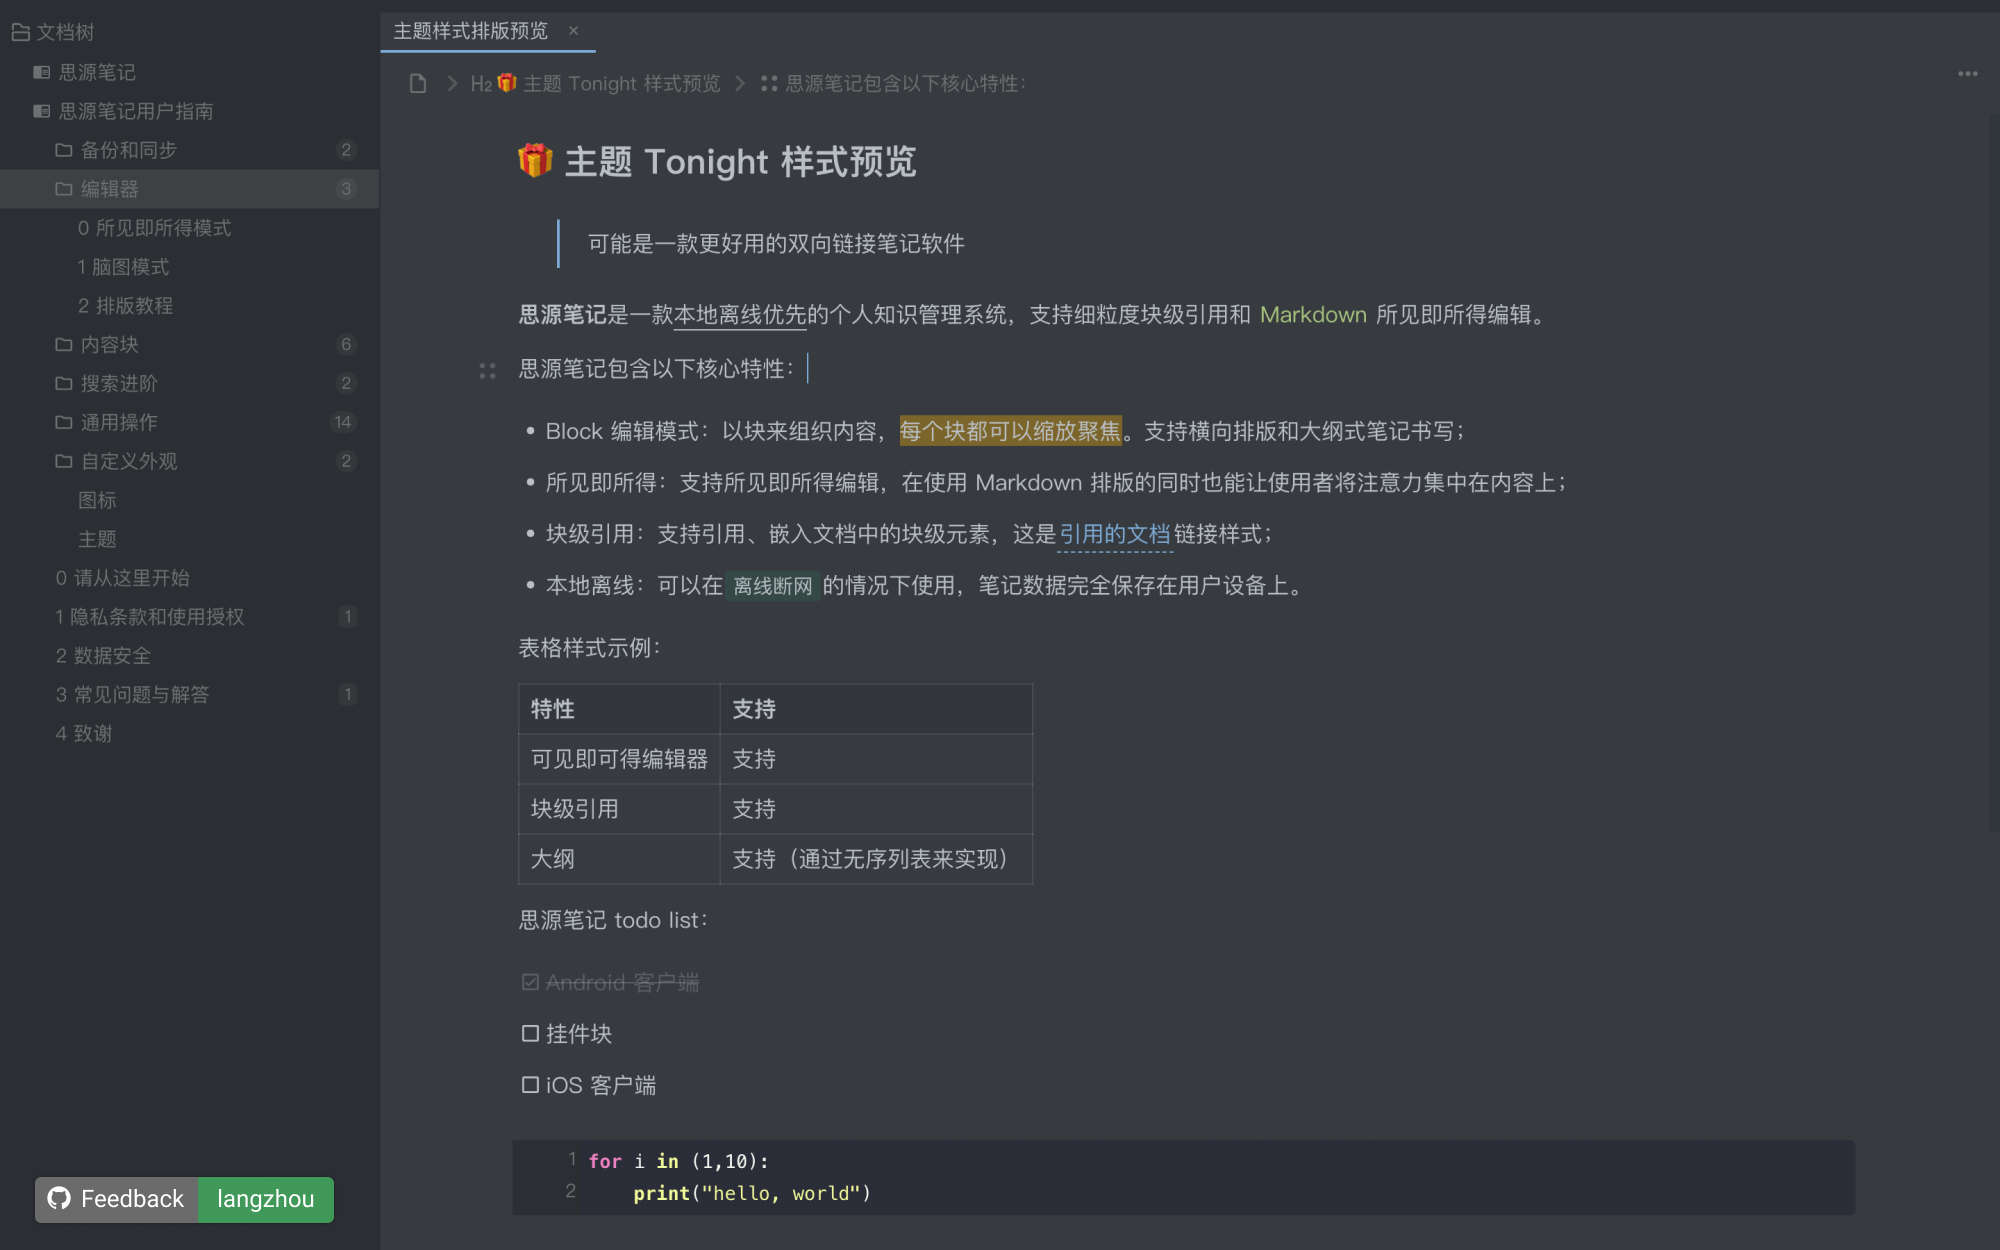 文档树
思源笔记
思源笔记用户指南
备份和同步 2
编辑器 3
0 所见即所得模式
1 脑图模式
2 排版教程
内容块 6
搜索进阶 2
通用操作 14
自定义外观 2
图标
主题
0 请从这里开始
1 隐私条款和使用授权 1
2 数据安全
3 常见问题与解答 1
4 致谢
Feedback langzhou
主题样式排版预览 ×
H2 🎁 主题 Tonight 样式预览 > 思源笔记包含以下核心特性：
🎁 主题 Tonight 样式预览
可能是一款更好用的双向链接笔记软件
思源笔记是一款本地离线优先的个人知识管理系统，支持细粒度块级引用和 Markdown 所见即所得编辑。
思源笔记包含以下核心特性：
• Block 编辑模式：以块来组织内容，每个块都可以缩放聚焦。支持横向排版和大纲式笔记书写；
• 所见即所得：支持所见即所得编辑，在使用 Markdown 排版的同时也能让使用者将注意力集中在内容上；
• 块级引用：支持引用、嵌入文档中的块级元素，这是引用的文档链接样式；
• 本地离线：可以在 离线断网 的情况下使用，笔记数据完全保存在用户设备上。
表格样式示例：
特性 支持
可见即可得编辑器 支持
块级引用 支持
大纲 支持（通过无序列表来实现）
思源笔记 todo list：
Android 客户端
挂件块
iOS 客户端
1 for i in (1,10):
2 print("hello, world")